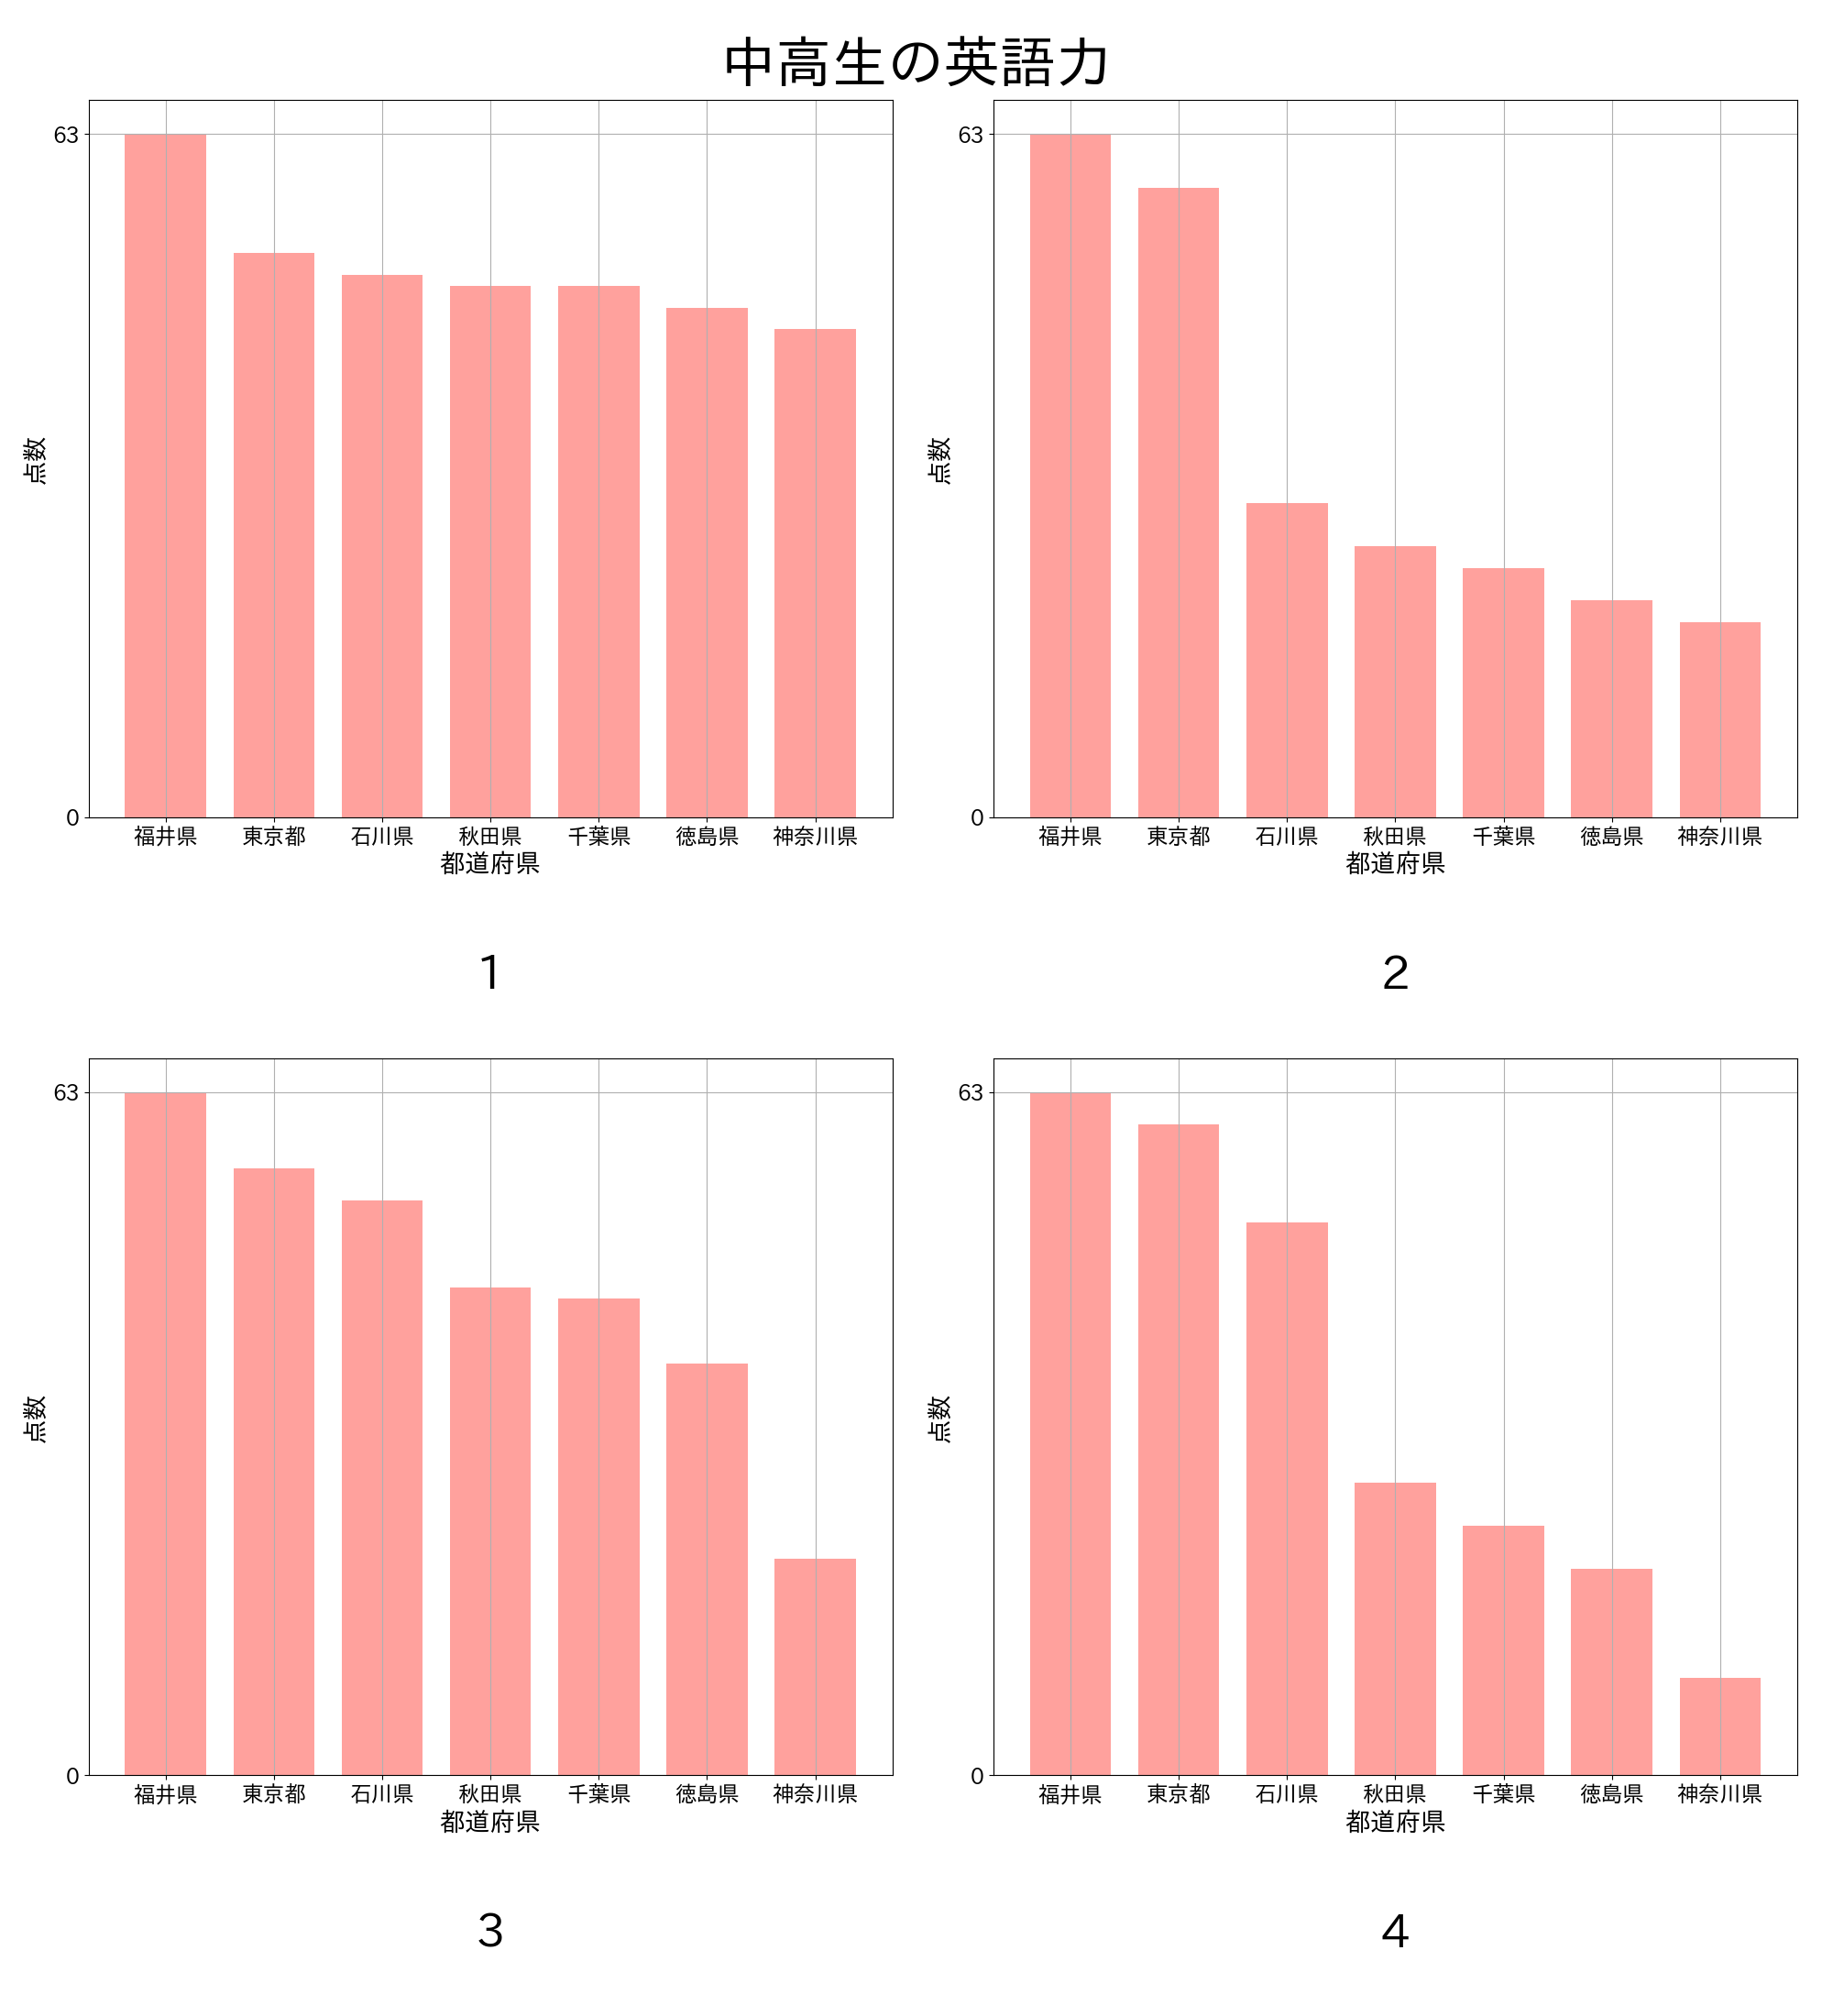 中高生の英語力
63
点数
0
福井県 東京都 石川県 秋田県 千葉県 徳島県 神奈川県
都道府県
1
63
点数
0
福井県 東京都 石川県 秋田県 千葉県 徳島県 神奈川県
都道府県
2
63
点数
0
福井県 東京都 石川県 秋田県 千葉県 徳島県 神奈川県
都道府県
3
63
点数
0
福井県 東京都 石川県 秋田県 千葉県 徳島県 神奈川県
都道府県
4